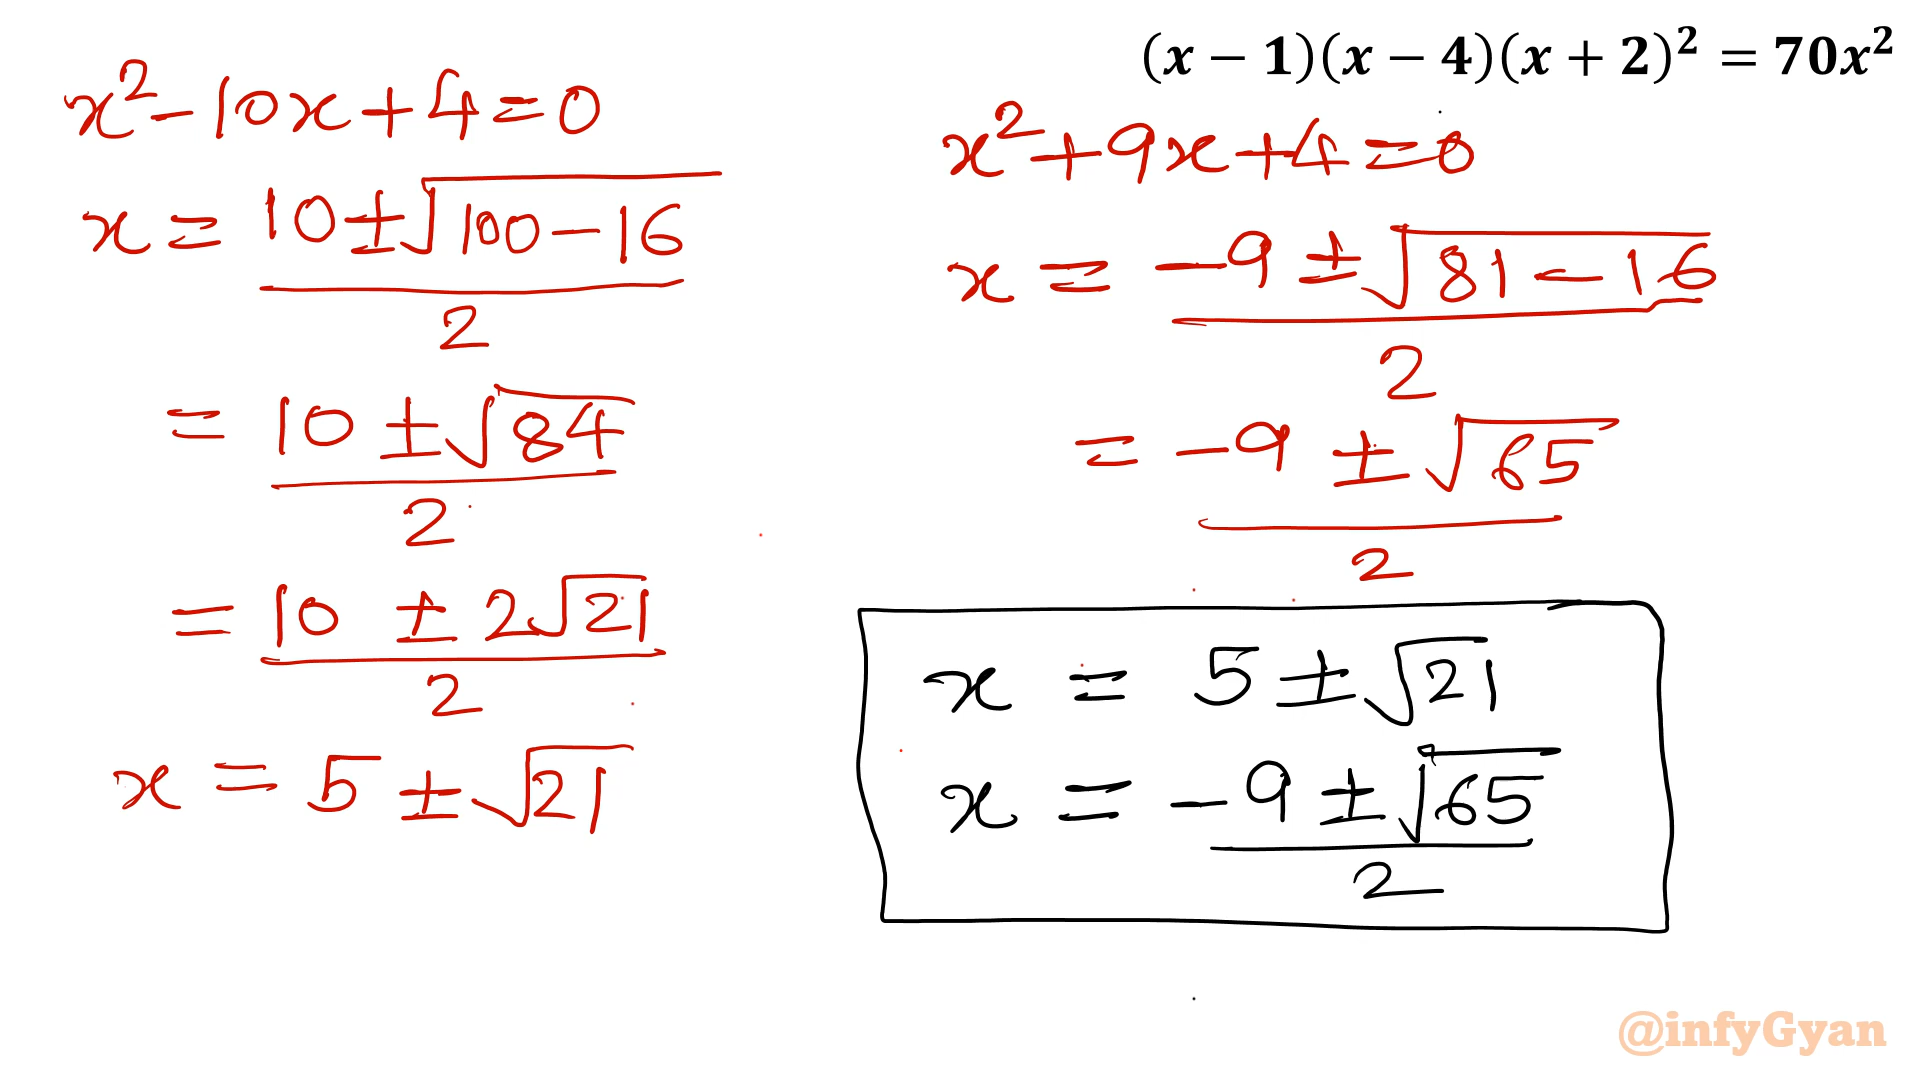 (x − 1)(x − 4)(x + 2)² = 70x²
x² − 10x + 4 = 0
x = 10 ± √100 − 16
2
= 10 ± √84
2
= 10 ± 2√21
2
x = 5 ± √21
x² + 9x + 4 = 0
x = −9 ± √81 − 16
2
= −9 ± √65
2
x = 5 ± √21
x = −9 ± √65
2
@infyGyan